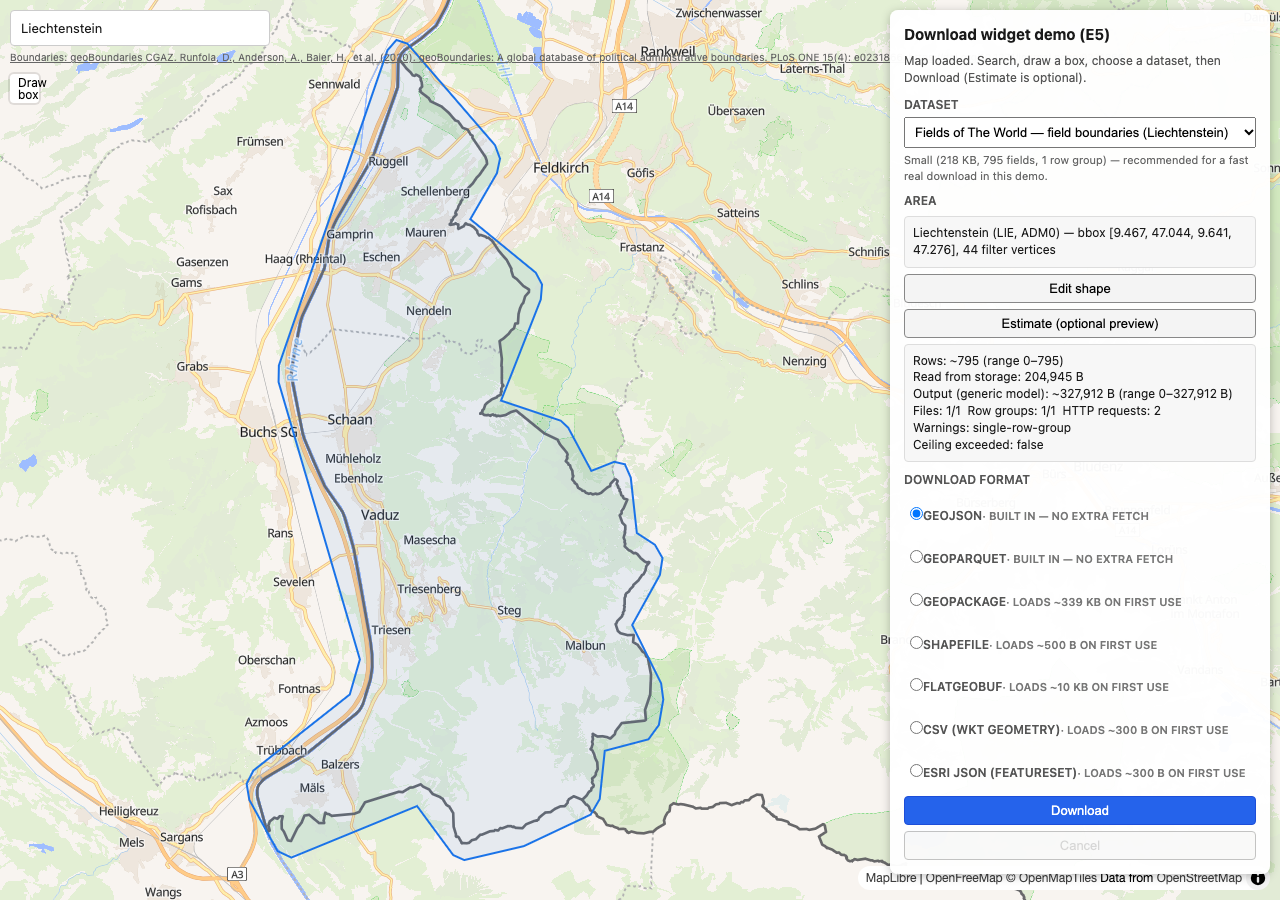 Liechtenstein
Boundaries: geoBoundaries CGAZ. Runfola, D., Anderson, A., Baier, H., et al. (2020). geoBoundaries: A global database of political administrative boundaries. PLoS ONE 15(4): e02318
Draw
box
Zwischenwasser
Rankweil
Laterns-Thal
Sennwald
A14
Übersaxen
Frümsen
Ruggell
Feldkirch
Göfis
Sax
Schellenberg
A14
Rofisbach
Satteins
Gamprin
Mauren
Frastanz
Schnifis
Gasenzen
Haag (Rheintal)
Eschen
Gams
Schlins
Nendeln
Rhine
Grabs
Nenzing
Schaan
Buchs SG
Mühleholz
Ebenholz
Vaduz
Rans
Masescha
Sevelen
Triesenberg
Steg
Triesen
Malbun
Oberschan
Fontnas
Azmoos
Trübbach
Balzers
Mäls
Heiligkreuz
Sargans
Mels
A3
Wangs
Download widget demo (E5)
Map loaded. Search, draw a box, choose a dataset, then
Download (Estimate is optional).
DATASET
Fields of The World — field boundaries (Liechtenstein)
Small (218 KB, 795 fields, 1 row group) — recommended for a fast
real download in this demo.
AREA
Liechtenstein (LIE, ADM0) — bbox [9.467, 47.044, 9.641,
47.276], 44 filter vertices
Edit shape
Estimate (optional preview)
Rows: ~795 (range 0–795)
Read from storage: 204,945 B
Output (generic model): ~327,912 B (range 0–327,912 B)
Files: 1/1 Row groups: 1/1 HTTP requests: 2
Warnings: single-row-group
Ceiling exceeded: false
DOWNLOAD FORMAT
GEOJSON · BUILT IN — NO EXTRA FETCH
GEOPARQUET · BUILT IN — NO EXTRA FETCH
GEOPACKAGE · LOADS ~339 KB ON FIRST USE
SHAPEFILE · LOADS ~500 B ON FIRST USE
FLATGEOBUF · LOADS ~10 KB ON FIRST USE
CSV (WKT GEOMETRY) · LOADS ~300 B ON FIRST USE
ESRI JSON (FEATURESET) · LOADS ~300 B ON FIRST USE
Download
Cancel
MapLibre | OpenFreeMap © OpenMapTiles Data from OpenStreetMap